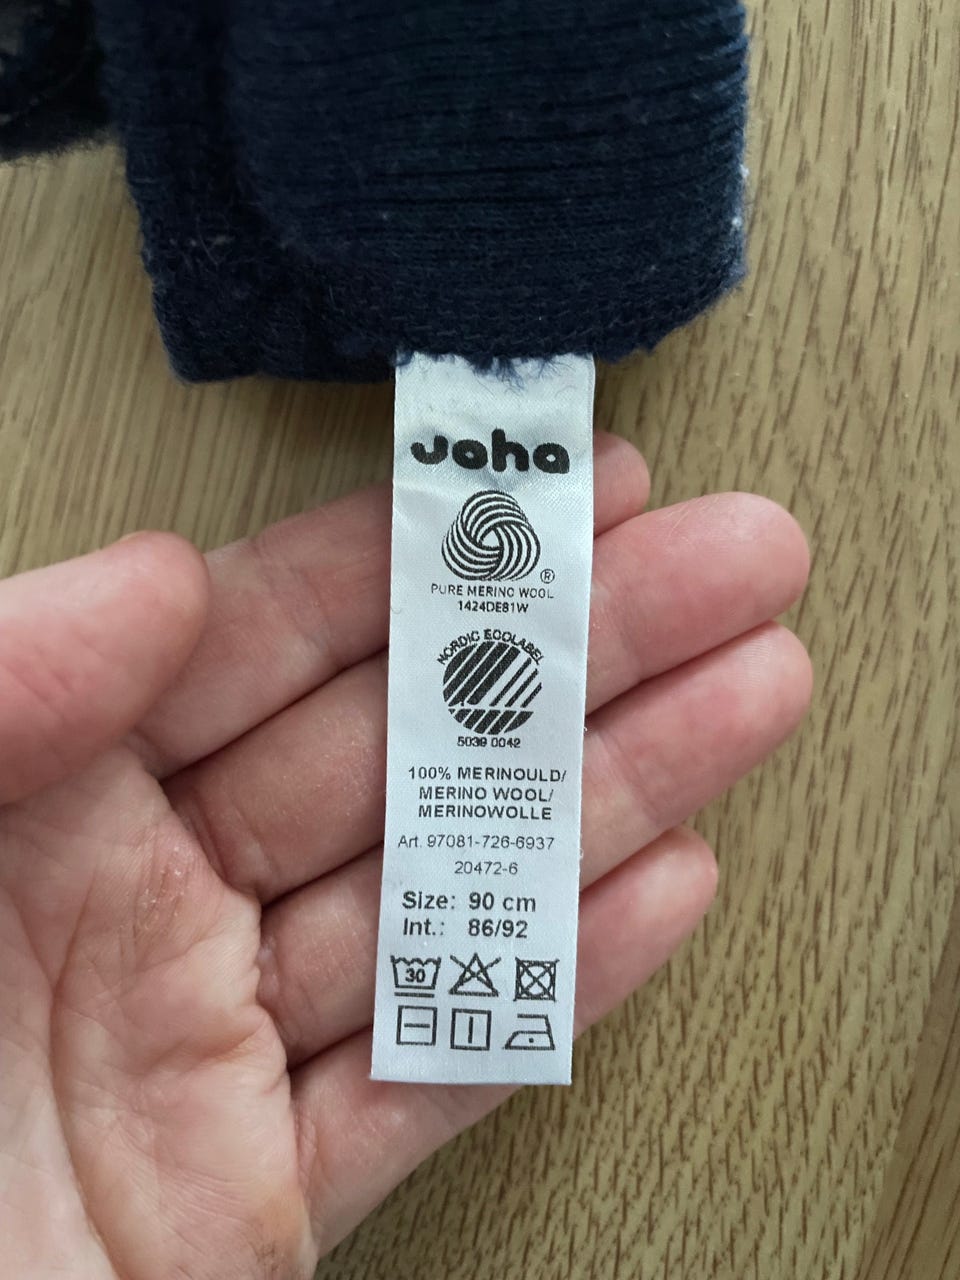 Joha
®
PURE MERINO WOOL
1424DE81W
NORDIC ECOLABEL
5039 0042
100% MERINOULD/
MERINO WOOL/
MERINOWOLLE
Art. 97081-726-6937
20472-6
Size: 90 cm
Int.: 86/92
30